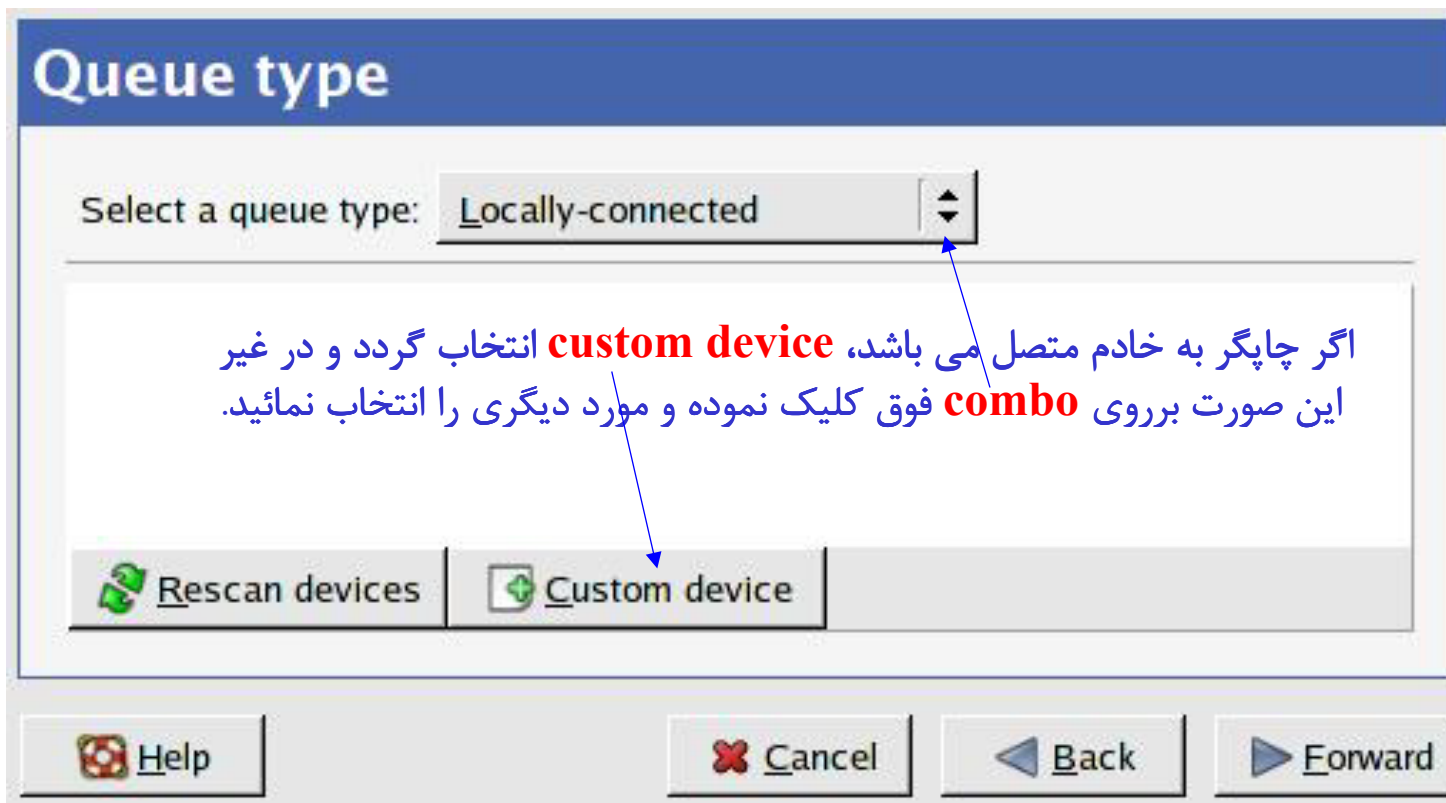 Queue type
Select a queue type: Locally-connected
اگر چاپگر به خادم متصل می باشد، custom device انتخاب گردد و در غیر
این صورت برروی combo فوق کلیک نموده و مورد دیگری را انتخاب نمائید.
Rescan devices Custom device
Help Cancel Back Forward